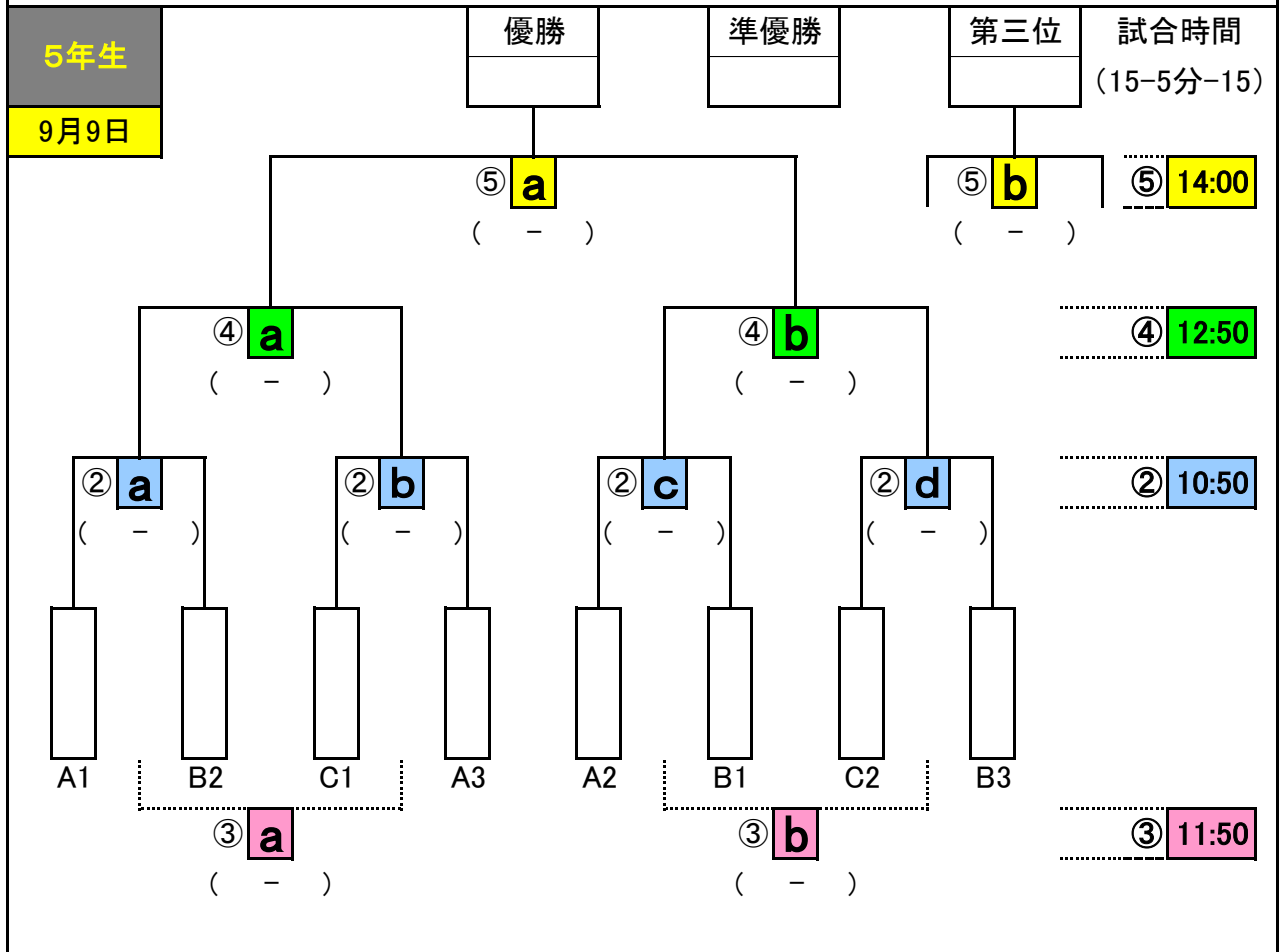 5年生
優勝 準優勝 第三位 試合時間
(15-5分-15)
9月9日
⑤ a ⑤ b ⑤ 14:00
( - ) ( - )
④ a ④ b ④ 12:50
( - ) ( - )
② a ② b ② c ② d ② 10:50
( - ) ( - ) ( - ) ( - )
A1 B2 C1 A3 A2 B1 C2 B3
③ a ③ b ③ 11:50
( - ) ( - )